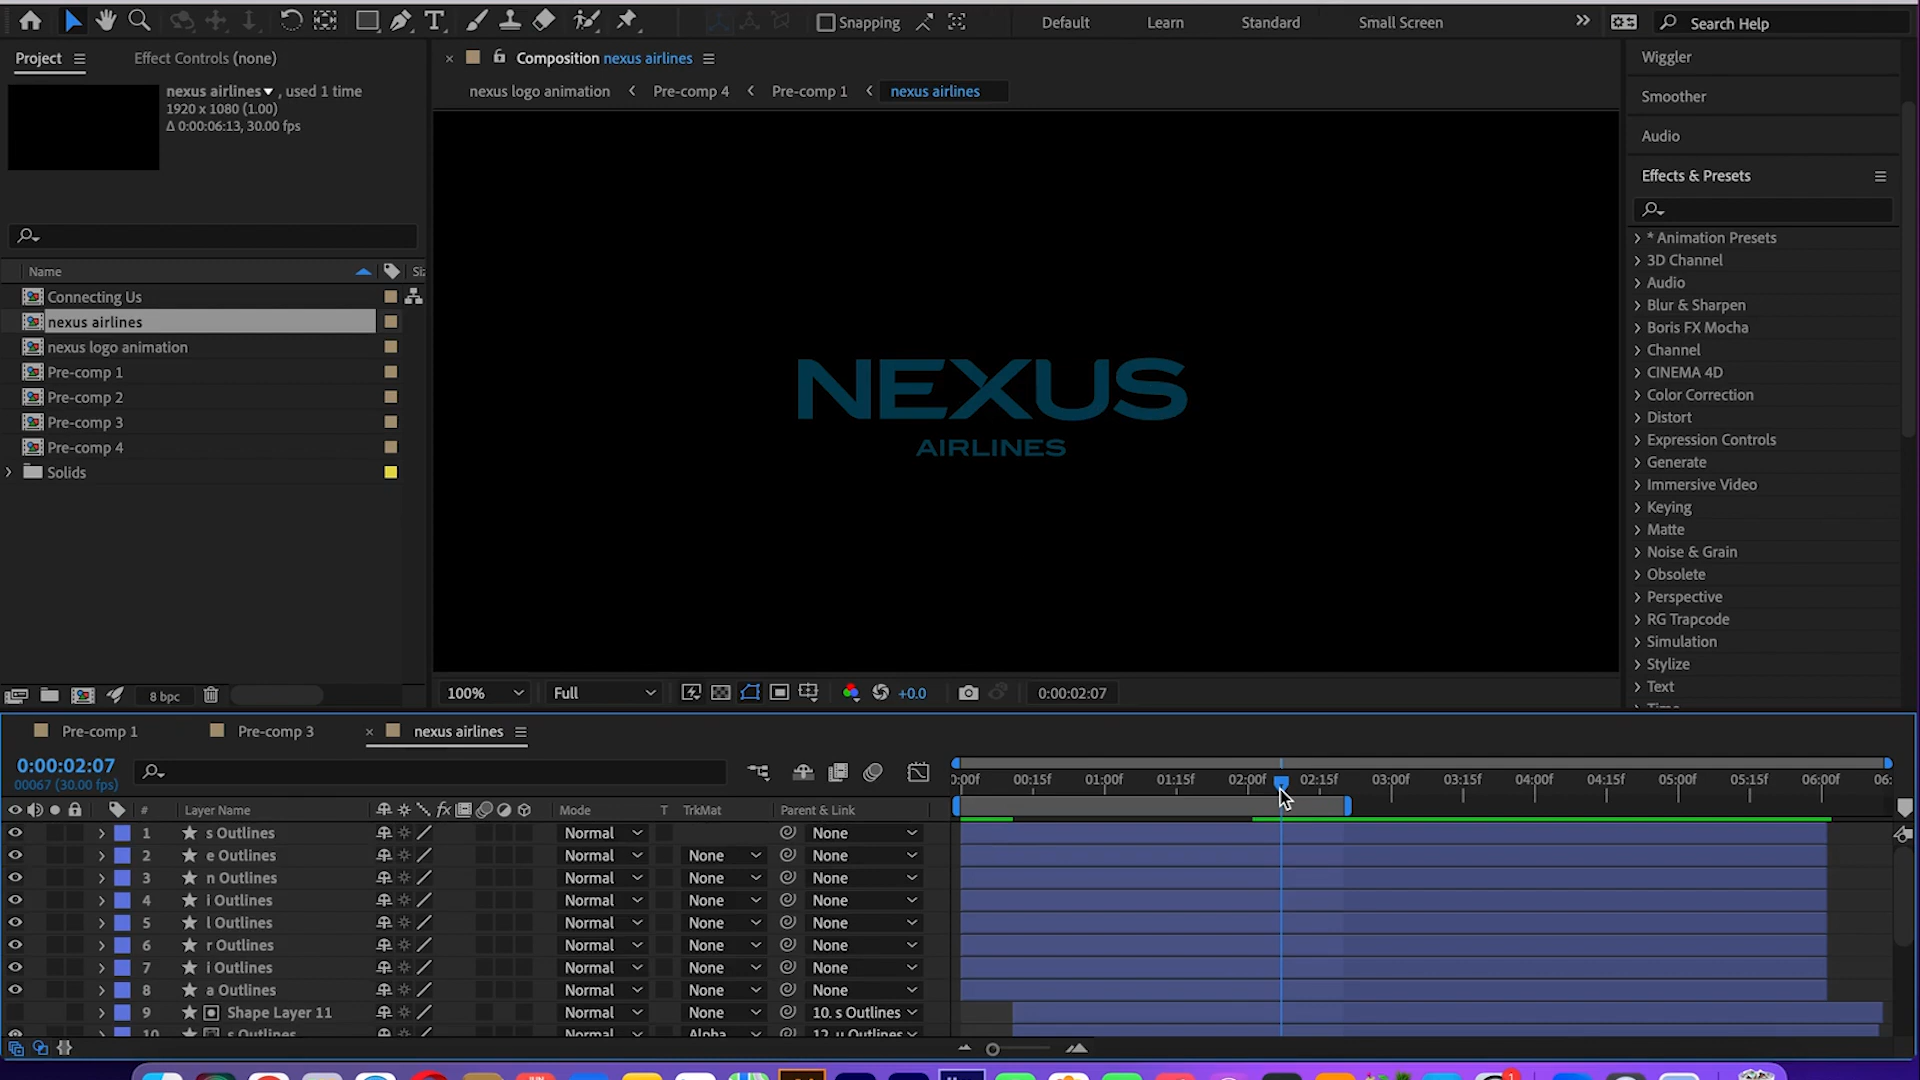 Snapping
Default
Learn
Standard
Small Screen
Search Help
Project
Effect Controls (none)
Composition nexus airlines
nexus airlines , used 1 time
1920 x 1080 (1.00)
Δ 0:00:06:13, 30.00 fps
nexus logo animation
Pre-comp 4
Pre-comp 1
nexus airlines
Name
Connecting Us
nexus airlines
nexus logo animation
Pre-comp 1
Pre-comp 2
Pre-comp 3
Pre-comp 4
Solids
8 bpc
NEXUS
AIRLINES
100%
Full
+0.0
0:00:02:07
Wiggler
Smoother
Audio
Effects & Presets
* Animation Presets
3D Channel
Audio
Blur & Sharpen
Boris FX Mocha
Channel
CINEMA 4D
Color Correction
Distort
Expression Controls
Generate
Immersive Video
Keying
Matte
Noise & Grain
Obsolete
Perspective
RG Trapcode
Simulation
Stylize
Text
Pre-comp 1
Pre-comp 3
nexus airlines
0:00:02:07
00067 (30.00 fps)
):00f 00:15f 01:00f 01:15f 02:00f 02:15f 03:00f 03:15f 04:00f 04:15f 05:00f 05:15f 06:00f 06:
# Layer Name fx Mode T TrkMat Parent & Link
1 s Outlines Normal None
2 e Outlines Normal None None
3 n Outlines Normal None None
4 i Outlines Normal None None
5 l Outlines Normal None None
6 r Outlines Normal None None
7 i Outlines Normal None None
8 a Outlines Normal None None
9 Shape Layer 11 Normal None 10. s Outlines
10 s Outlines Normal Alpha 12. u Outlines